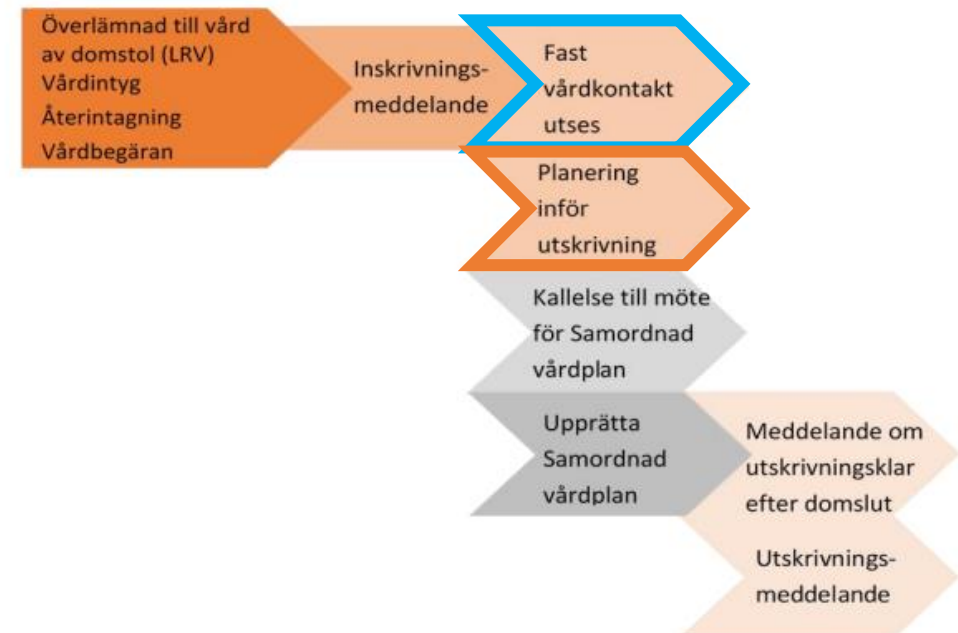 Överlämnad till vård
av domstol (LRV)
Vårdintyg
Återintagning
Vårdbegäran
Inskrivnings-
meddelande
Fast
vårdkontakt
utses
Planering
inför
utskrivning
Kallelse till möte
för Samordnad
vårdplan
Upprätta
Samordnad
vårdplan
Meddelande om
utskrivningsklar
efter domslut
Utskrivnings-
meddelande